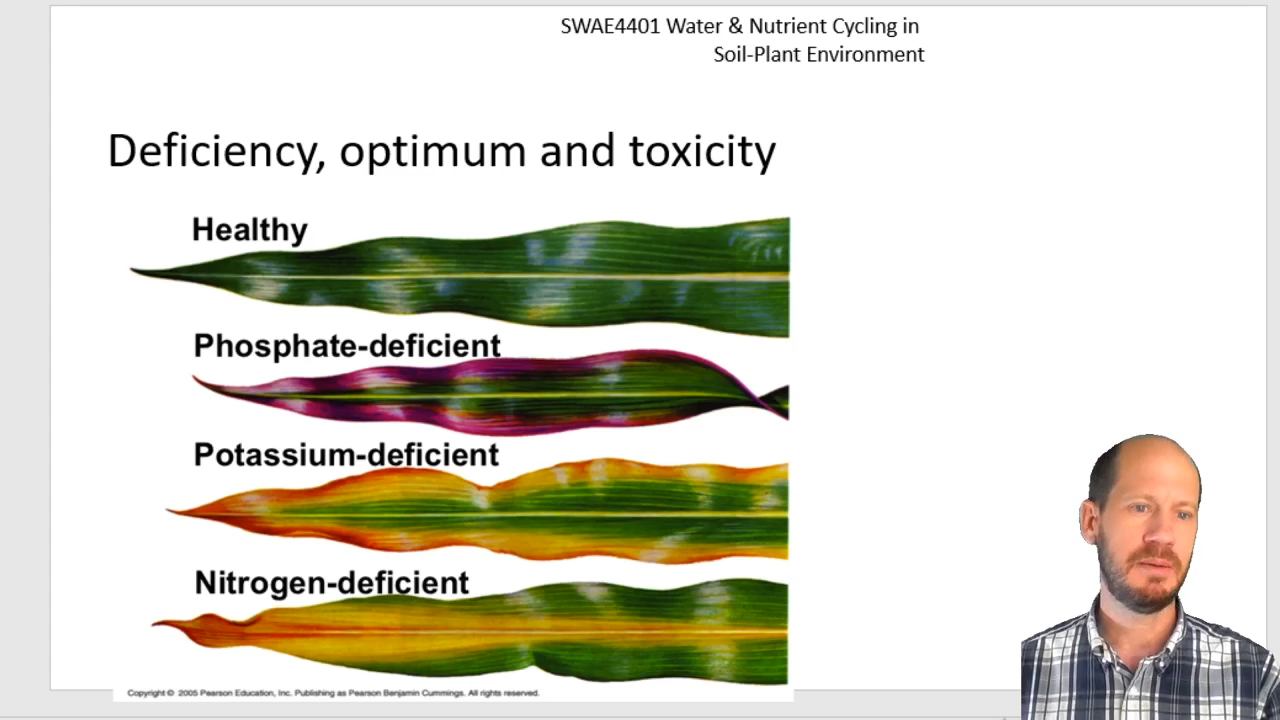 SWAE4401 Water & Nutrient Cycling in
Soil-Plant Environment
Deficiency, optimum and toxicity
Healthy
Phosphate-deficient
Potassium-deficient
Nitrogen-deficient
Copyright © 2005 Pearson Education, Inc. Publishing as Pearson Benjamin Cummings. All rights reserved.